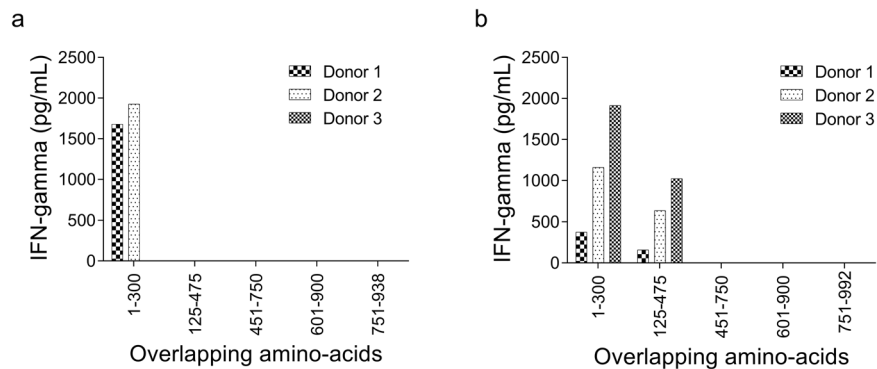 a
IFN-gamma (pg/mL)
2500
2000
1500
1000
500
0
Donor 1
Donor 2
Donor 3
1-300
125-475
451-750
601-900
751-938
Overlapping amino-acids
b
IFN-gamma (pg/mL)
2500
2000
1500
1000
500
0
Donor 1
Donor 2
Donor 3
1-300
125-475
451-750
601-900
751-992
Overlapping amino-acids